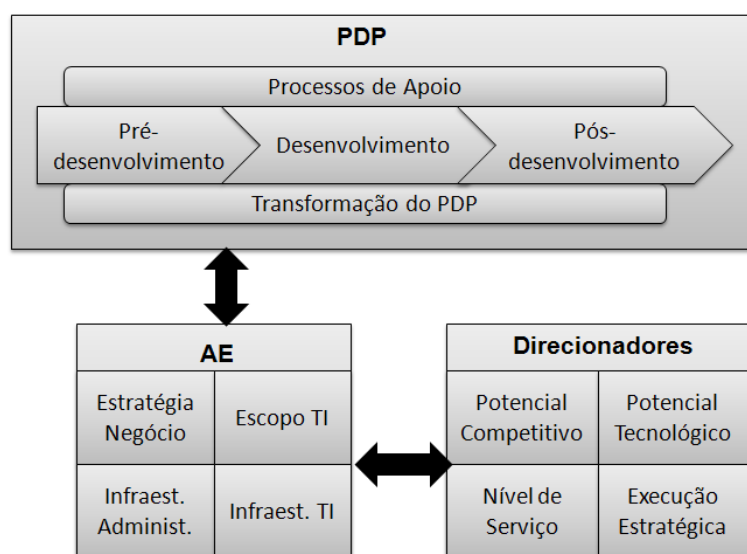 PDP
Processos de Apoio
Pré-
desenvolvimento
Desenvolvimento
Pós-
desenvolvimento
Transformação do PDP
AE
Estratégia
Negócio
Escopo TI
Infraest.
Administ.
Infraest. TI
Direcionadores
Potencial
Competitivo
Potencial
Tecnológico
Nível de
Serviço
Execução
Estratégica